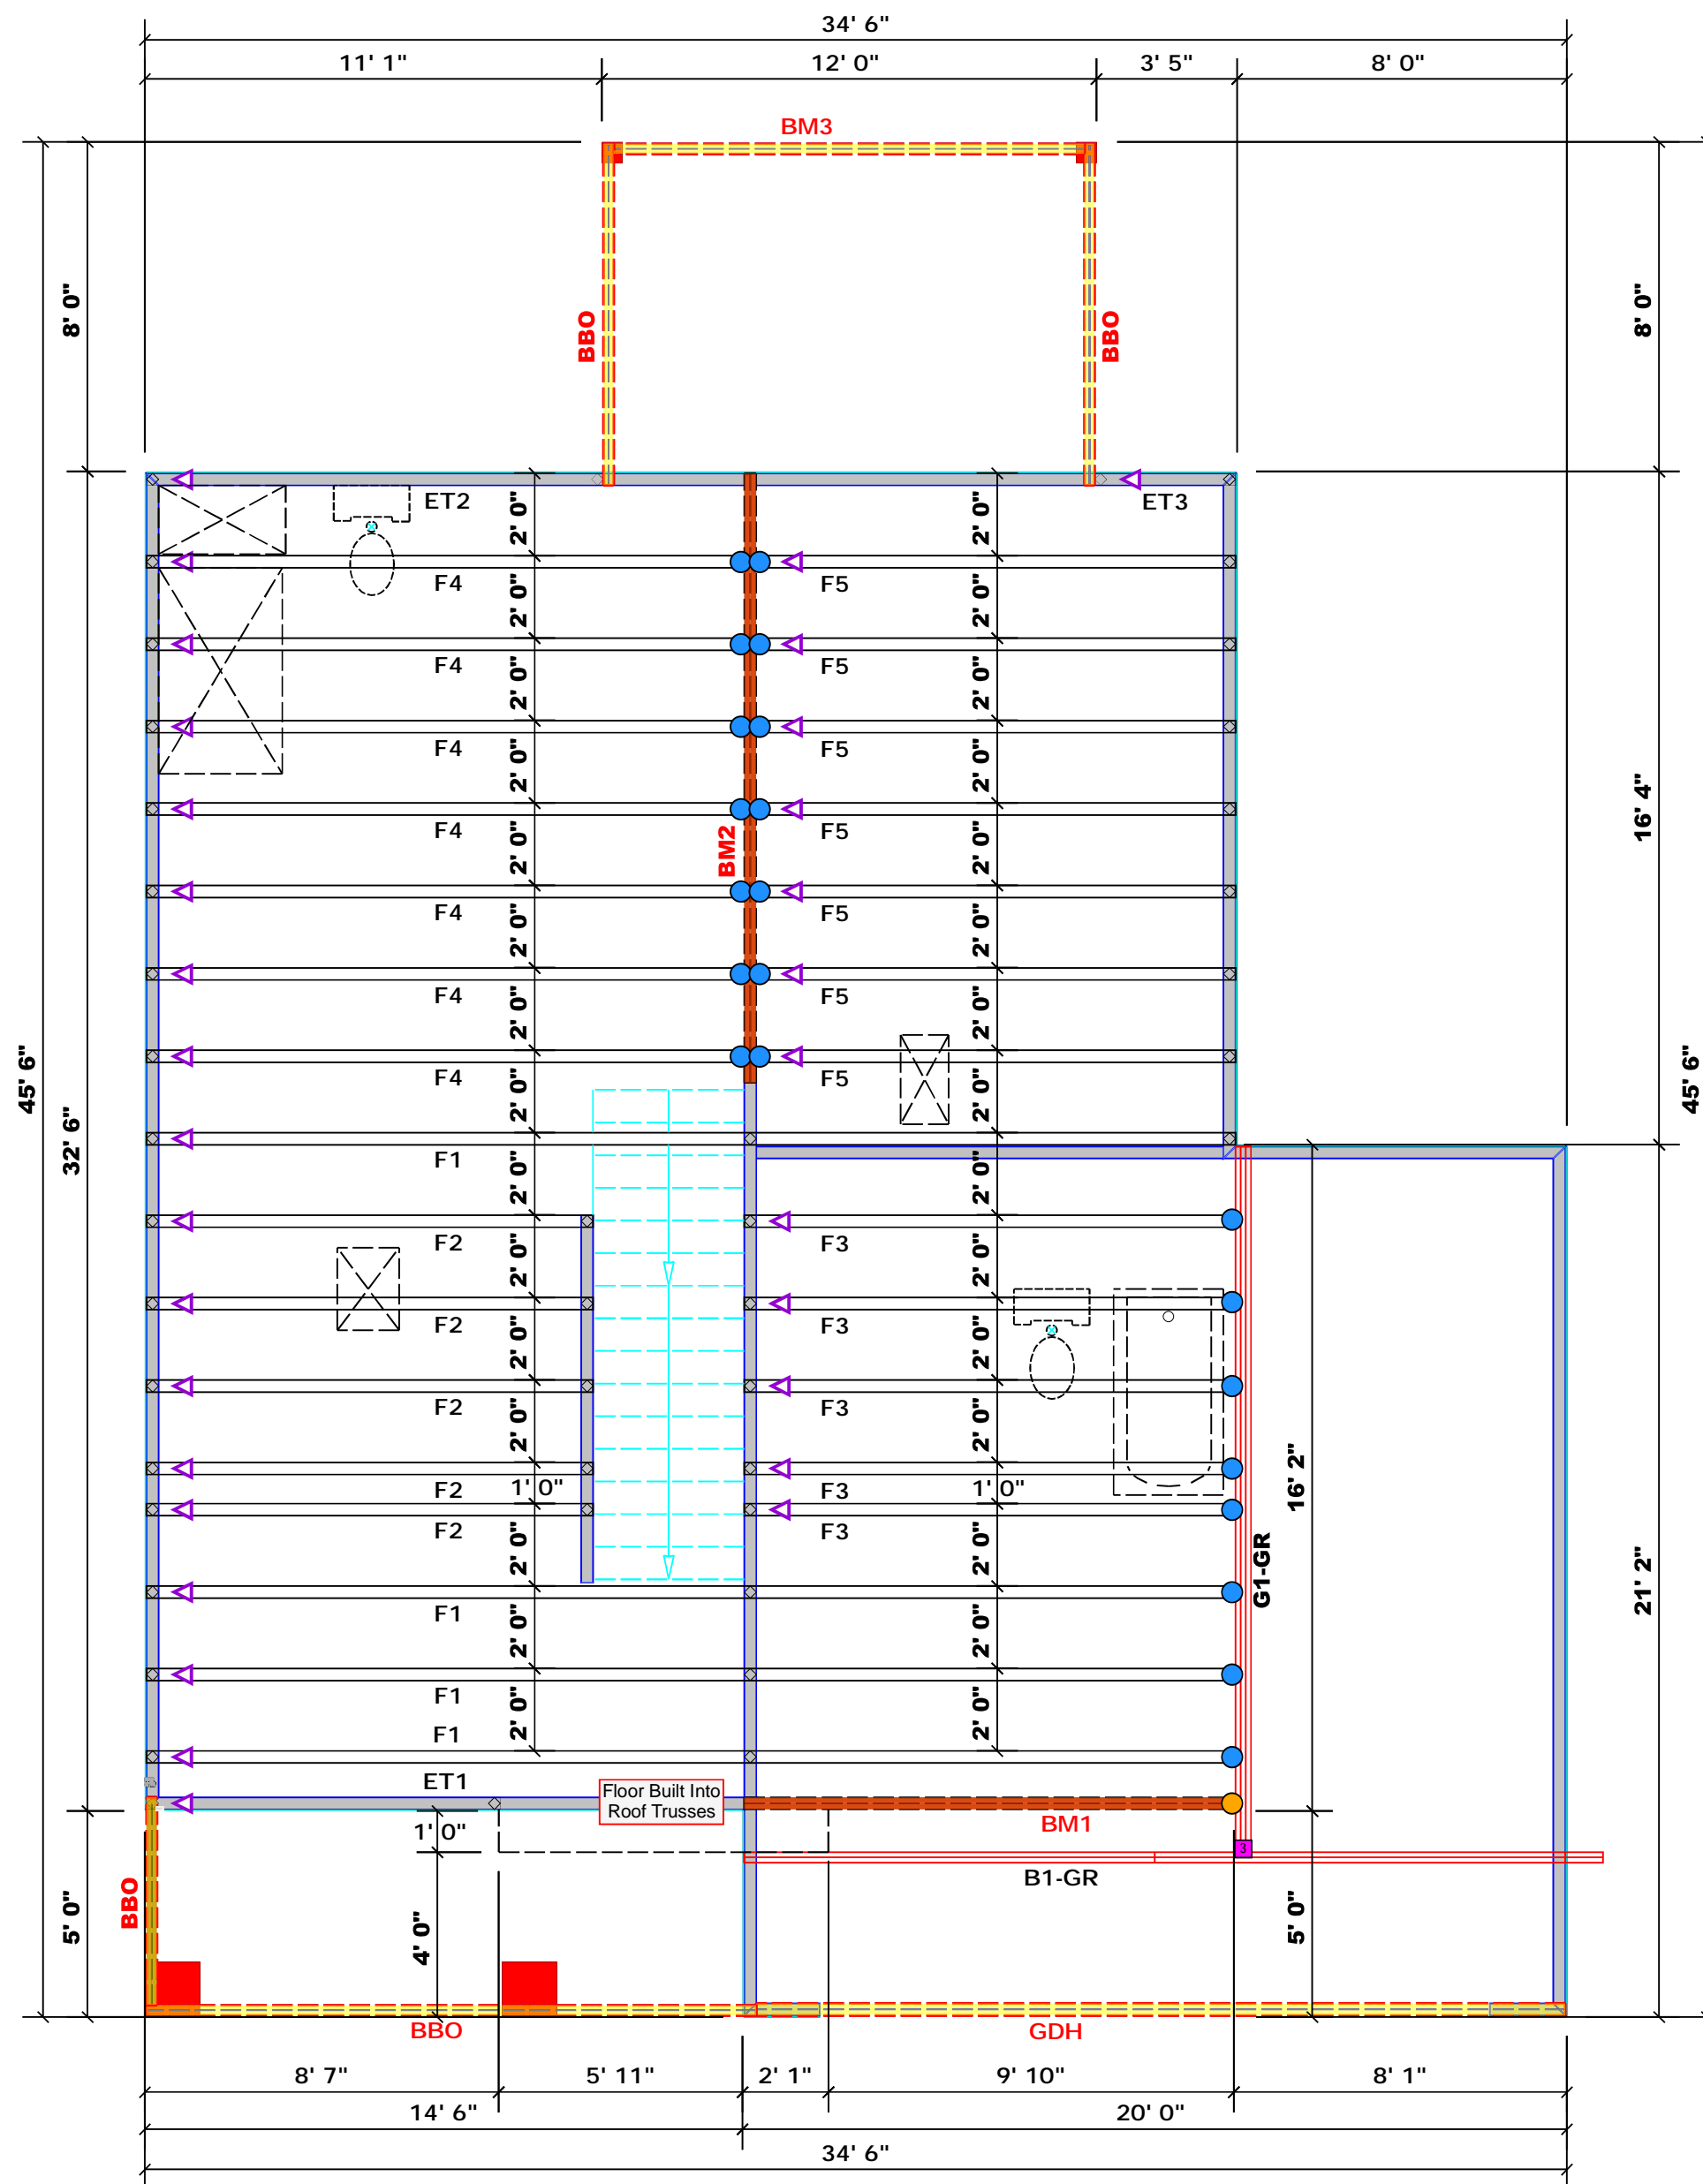 34' 6"
11' 1" 12' 0" 3' 5" 8' 0"
BM3
8' 0" BBO BBO 8' 0"
ET2 2' 0" 2' 0" ET3
F4 F5
2' 0" 2' 0"
F4 F5
2' 0" 2' 0"
F4 F5
2' 0" 2' 0"
F4 F5
16' 4"
BM2
2' 0" 2' 0"
F4 F5
2' 0" 2' 0"
F4 F5
2' 0" 2' 0"
F4 F5
45' 6" 45' 6"
32' 6"
2' 0" 2' 0"
F1
2' 0" 2' 0"
F2
2' 0" 2' 0"
F2 F3
2' 0" 2' 0"
F2 F3
2' 0" 2' 0"
16' 2"
F2 1' 0" F3 1' 0"
F2 F3
2' 0" 2' 0"
G1-GR
21' 2"
F1
2' 0" 2' 0"
F1
F1 2' 0" 2' 0"
F3
ET1
Floor Built Into
Roof Trusses
1' 0" BM1
3
B1-GR
5' 0" BBO 4' 0" 5' 0"
BBO GDH
8' 7" 5' 11" 2' 1" 9' 10" 8' 1"
14' 6" 20' 0"
34' 6"